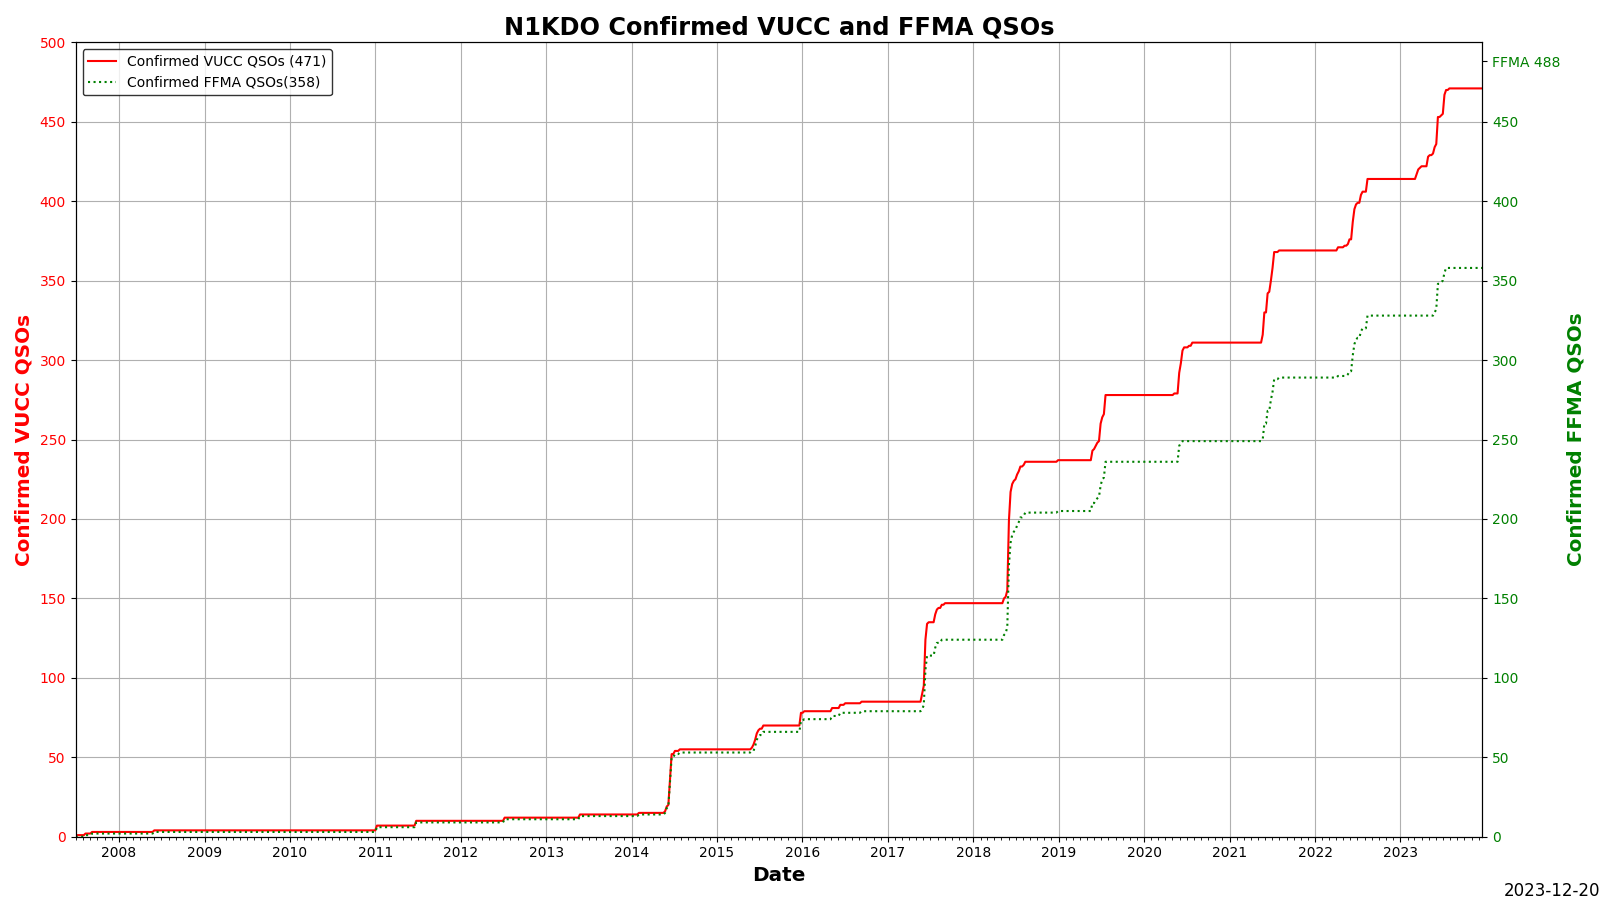 N1KDO Confirmed VUCC and FFMA QSOs
Confirmed VUCC QSOs (471)
Confirmed FFMA QSOs(358)
500
450
400
350
300
250
200
150
100
50
0
Confirmed VUCC QSOs
FFMA 488
450
400
350
300
250
200
150
100
50
0
Confirmed FFMA QSOs
2008 2009 2010 2011 2012 2013 2014 2015 2016 2017 2018 2019 2020 2021 2022 2023
Date
2023-12-20